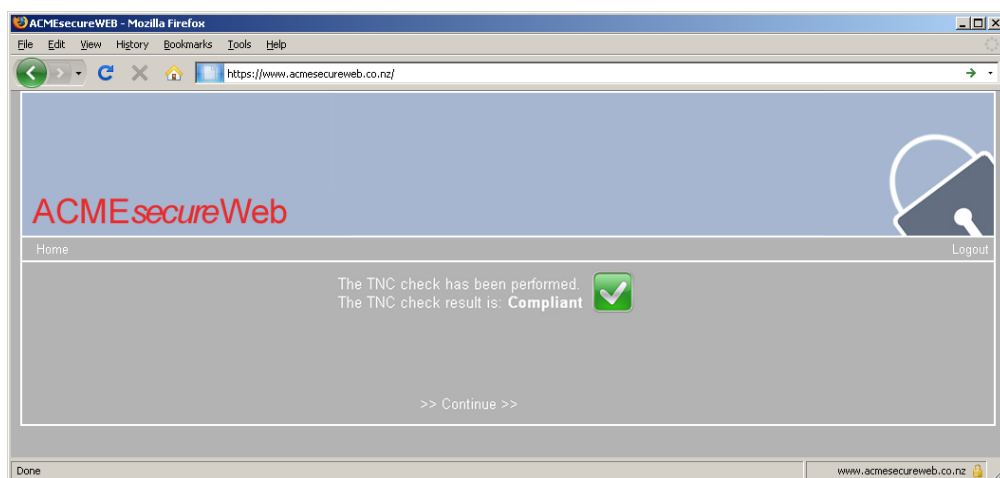 ACMEsecureWEB - Mozilla Firefox
File Edit View History Bookmarks Tools Help
https://www.acmesecureweb.co.nz/
ACMEsecureWeb
Home Logout
The TNC check has been performed.
The TNC check result is: Compliant
>> Continue >>
Done www.acmesecureweb.co.nz